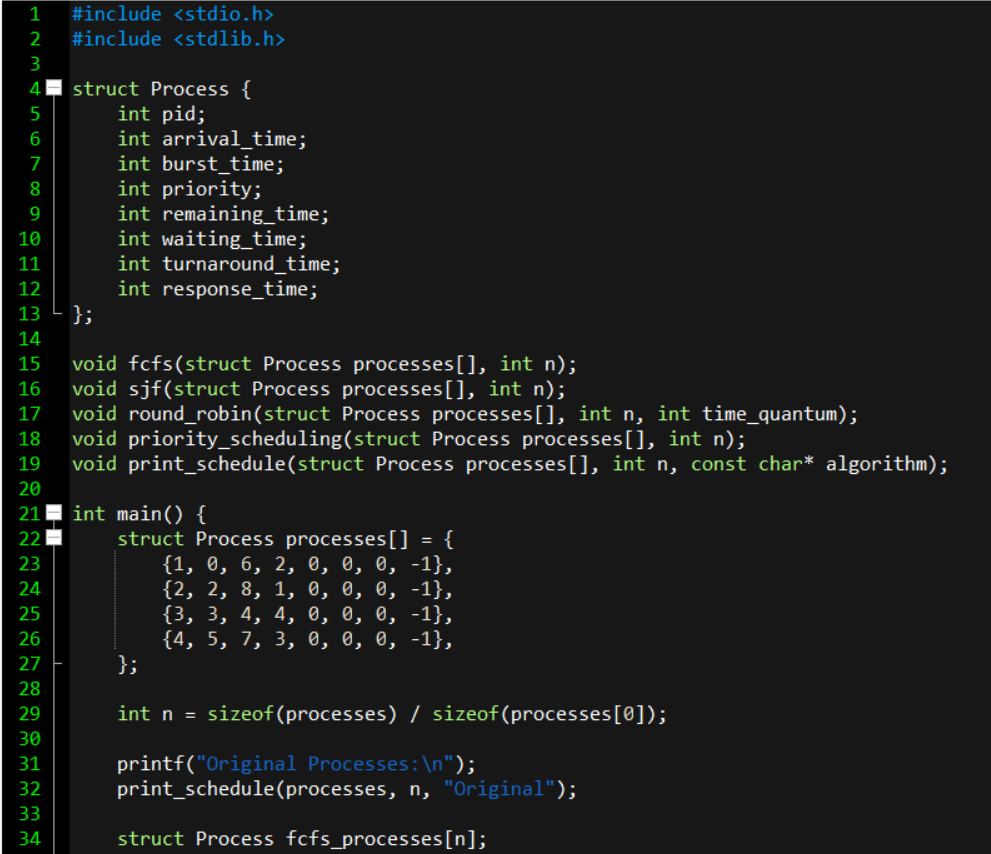 1 #include <stdio.h>
2 #include <stdlib.h>
3
4 struct Process {
5     int pid;
6     int arrival_time;
7     int burst_time;
8     int priority;
9     int remaining_time;
10     int waiting_time;
11     int turnaround_time;
12     int response_time;
13 };
14
15 void fcfs(struct Process processes[], int n);
16 void sjf(struct Process processes[], int n);
17 void round_robin(struct Process processes[], int n, int time_quantum);
18 void priority_scheduling(struct Process processes[], int n);
19 void print_schedule(struct Process processes[], int n, const char* algorithm);
20
21 int main() {
22     struct Process processes[] = {
23         {1, 0, 6, 2, 0, 0, 0, -1},
24         {2, 2, 8, 1, 0, 0, 0, -1},
25         {3, 3, 4, 4, 0, 0, 0, -1},
26         {4, 5, 7, 3, 0, 0, 0, -1},
27     };
28
29     int n = sizeof(processes) / sizeof(processes[0]);
30
31     printf("Original Processes:\n");
32     print_schedule(processes, n, "Original");
33
34     struct Process fcfs_processes[n];